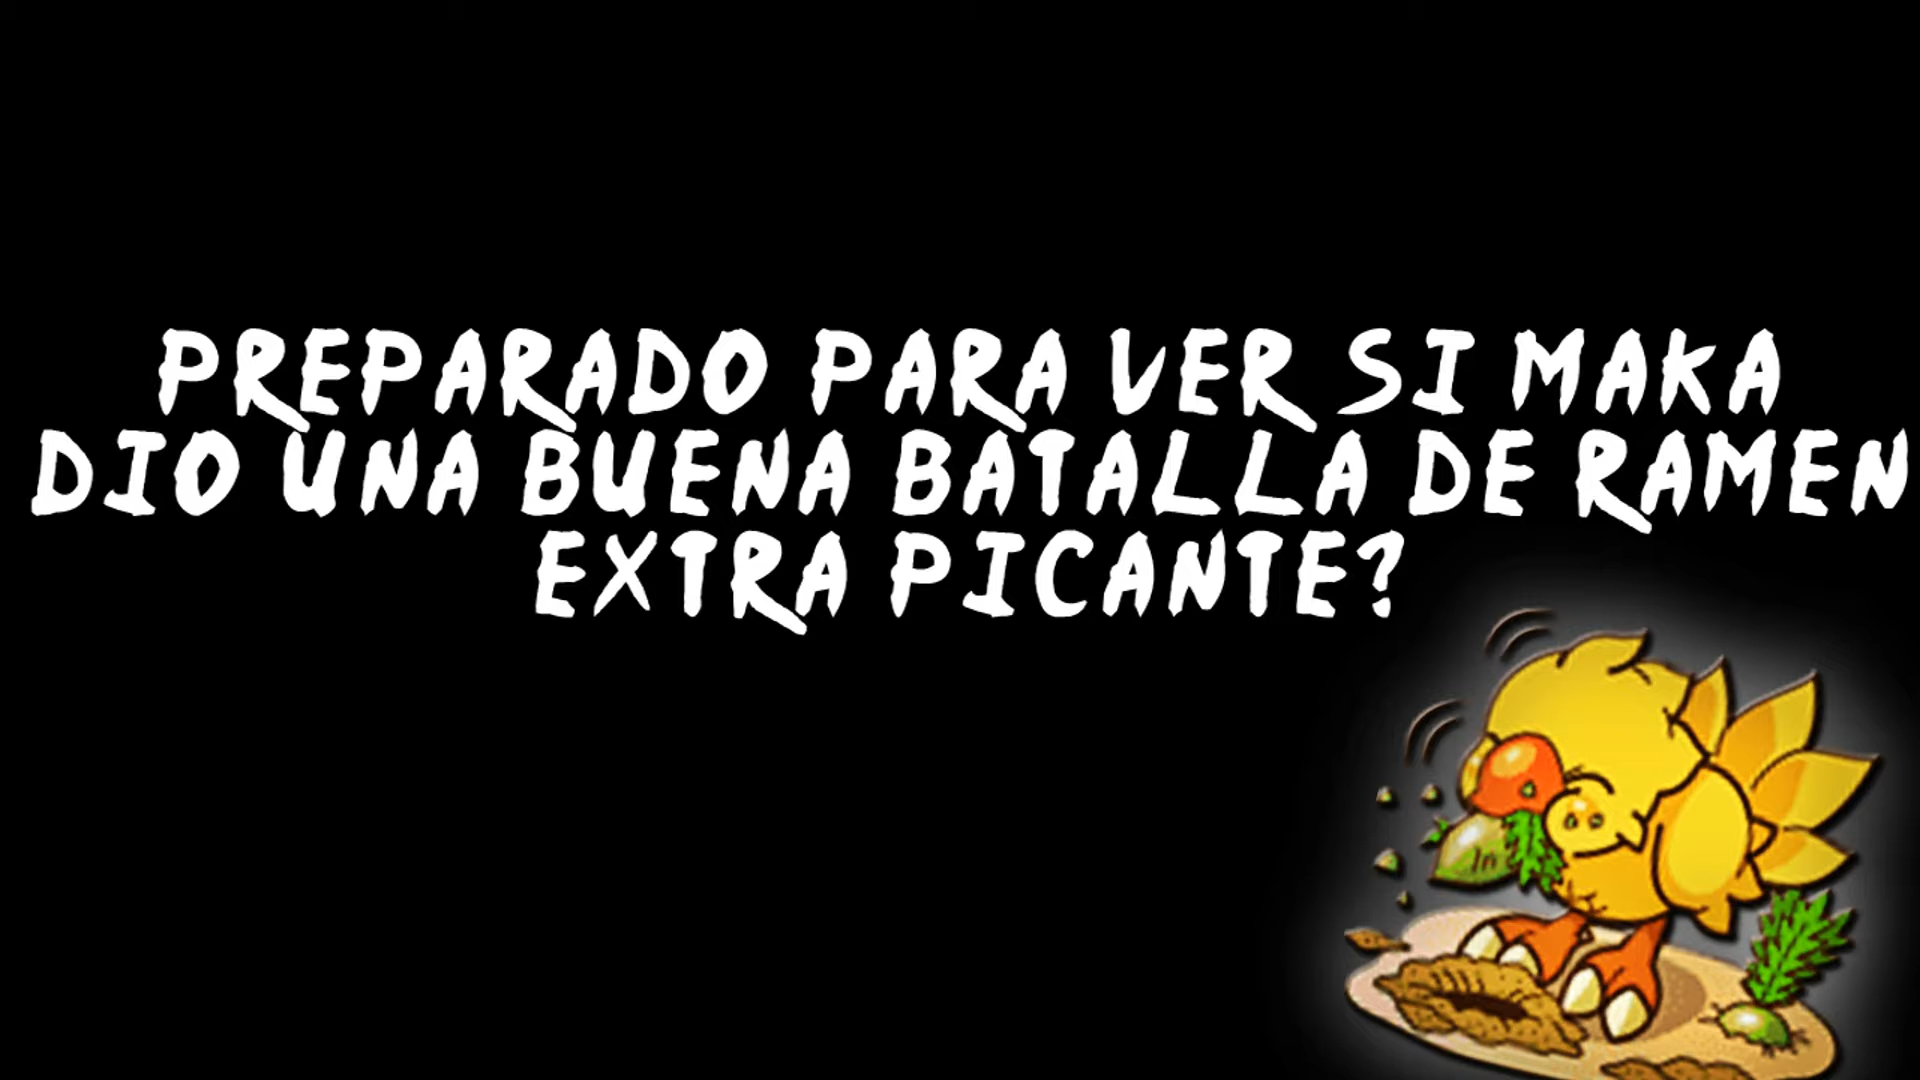 PREPARADO PARA VER SI MAKA
DIO UNA BUENA BATALLA DE RAMEN
EXTRA PICANTE?